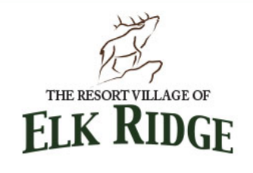 THE RESORT VILLAGE OF
ELK RIDGE